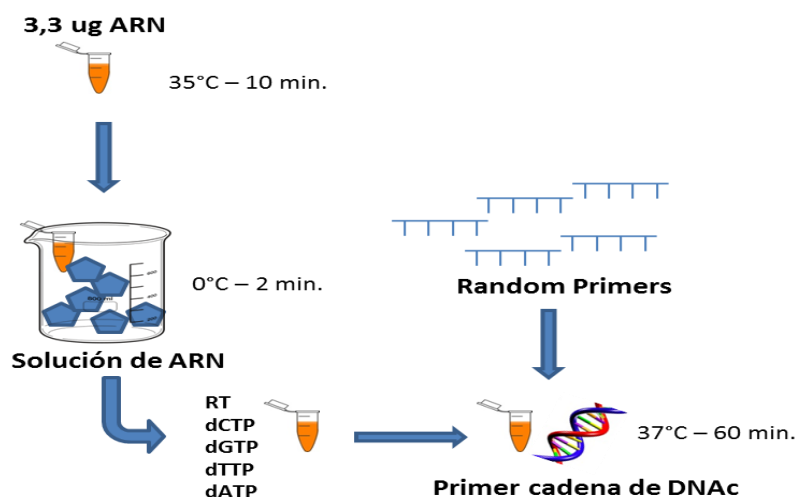 3,3 ug ARN
35°C – 10 min.
0°C – 2 min.
Solución de ARN
Random Primers
RT
dCTP
dGTP
dTTP
dATP
37°C – 60 min.
Primer cadena de DNAc